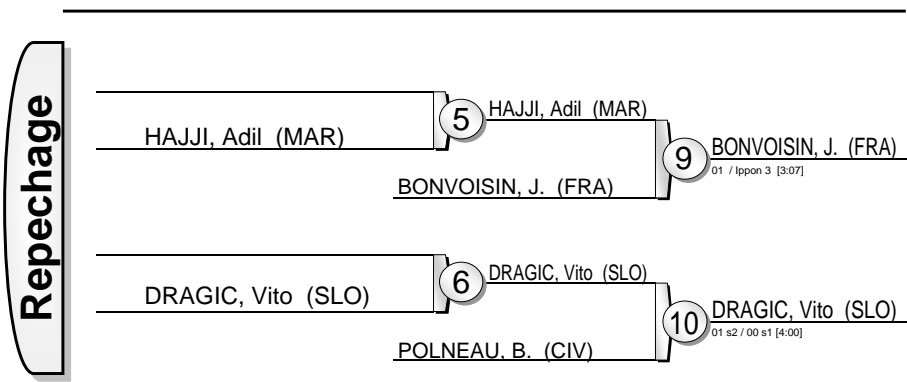 Repechage
HAJJI, Adil (MAR)
5
HAJJI, Adil (MAR)
BONVOISIN, J. (FRA)
9
BONVOISIN, J. (FRA)
01 / Ippon 3 [3:07]
DRAGIC, Vito (SLO)
6
DRAGIC, Vito (SLO)
POLNEAU, B. (CIV)
10
DRAGIC, Vito (SLO)
01 s2 / 00 s1 [4:00]